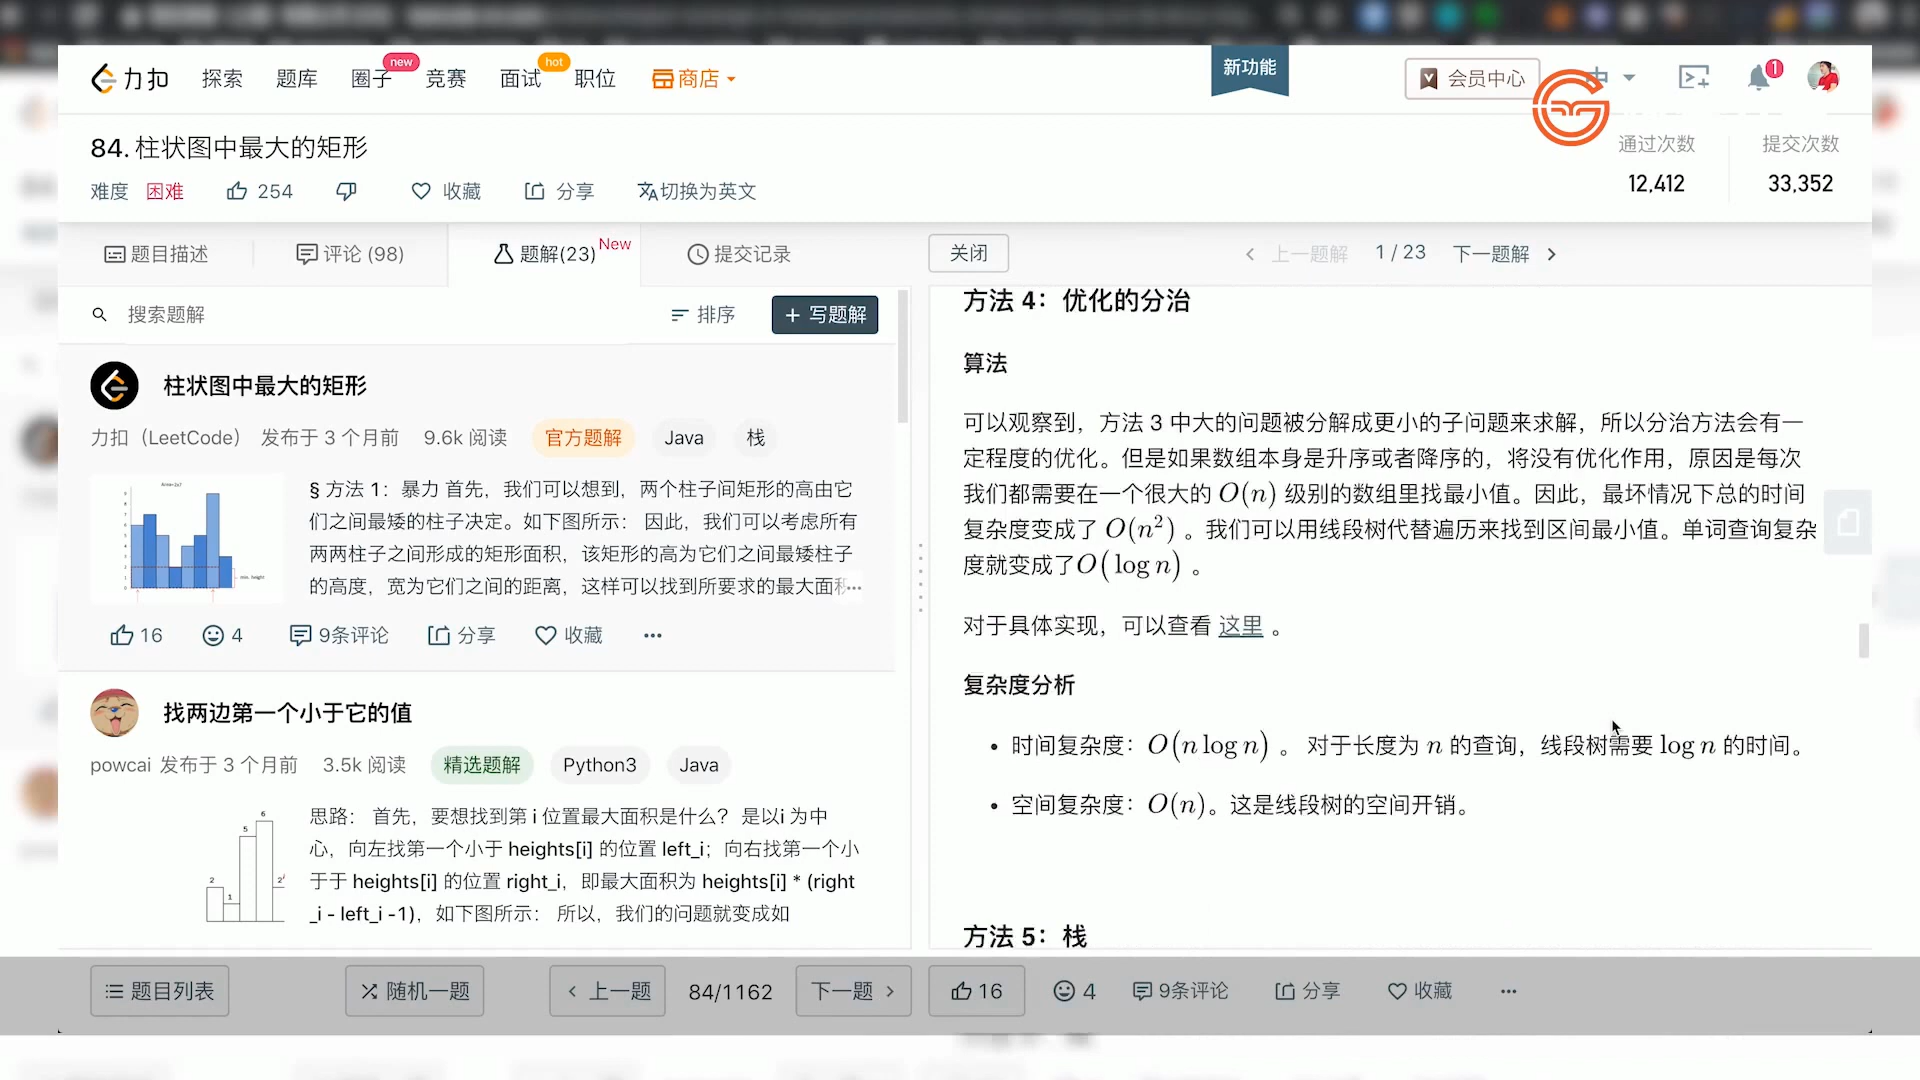 力扣 探索 题库 圈子 new 竞赛 面试 hot 职位 商店 新功能 会员中心 中 1
84. 柱状图中最大的矩形
通过次数 提交次数
12,412 33,352
难度 困难 254 收藏 分享 切换为英文
题目描述 评论 (98) 题解(23) New 提交记录
搜索题解 排序 + 写题解
柱状图中最大的矩形
力扣（LeetCode） 发布于 3 个月前 9.6k 阅读 官方题解 Java 栈
§ 方法 1：暴力 首先，我们可以想到，两个柱子间矩形的高由它
们之间最矮的柱子决定。如下图所示： 因此，我们可以考虑所有
两两柱子之间形成的矩形面积，该矩形的高为它们之间最矮柱子
的高度，宽为它们之间的距离，这样可以找到所要求的最大面积...
16 4 9条评论 分享 收藏 ...
找两边第一个小于它的值
powcai 发布于 3 个月前 3.5k 阅读 精选题解 Python3 Java
2 1 5 6 2
思路： 首先，要想找到第 i 位置最大面积是什么？ 是以i 为中
心，向左找第一个小于 heights[i] 的位置 left_i；向右找第一个小
于于 heights[i] 的位置 right_i，即最大面积为 heights[i] * (right
_i - left_i -1)，如下图所示： 所以，我们的问题就变成如
关闭 上一题解 1 / 23 下一题解
方法 4：优化的分治
算法
可以观察到，方法 3 中大的问题被分解成更小的子问题来求解，所以分治方法会有一
定程度的优化。但是如果数组本身是升序或者降序的，将没有优化作用，原因是每次
我们都需要在一个很大的 O(n) 级别的数组里找最小值。因此，最坏情况下总的时间
复杂度变成了 O(n²) 。我们可以用线段树代替遍历来找到区间最小值。单词查询复杂
度就变成了O(log n) 。
对于具体实现，可以查看 这里 。
复杂度分析
• 时间复杂度：O(n log n) 。 对于长度为 n 的查询，线段树需要 log n 的时间。
• 空间复杂度：O(n)。这是线段树的空间开销。
方法 5：栈
题目列表 随机一题 上一题 84/1162 下一题 16 4 9条评论 分享 收藏 ...